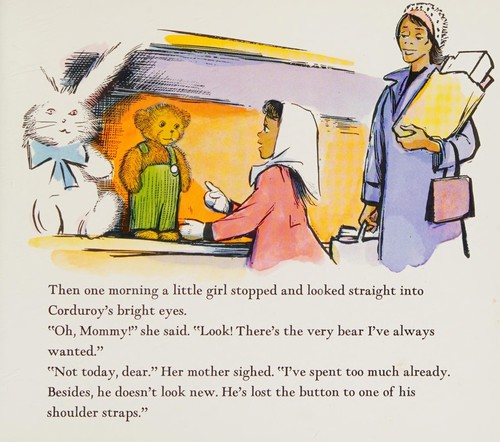 Then one morning a little girl stopped and looked straight into
Corduroy's bright eyes.
"Oh, Mommy!" she said. "Look! There's the very bear I've always
wanted."
"Not today, dear." Her mother sighed. "I've spent too much already.
Besides, he doesn't look new. He's lost the button to one of his
shoulder straps."